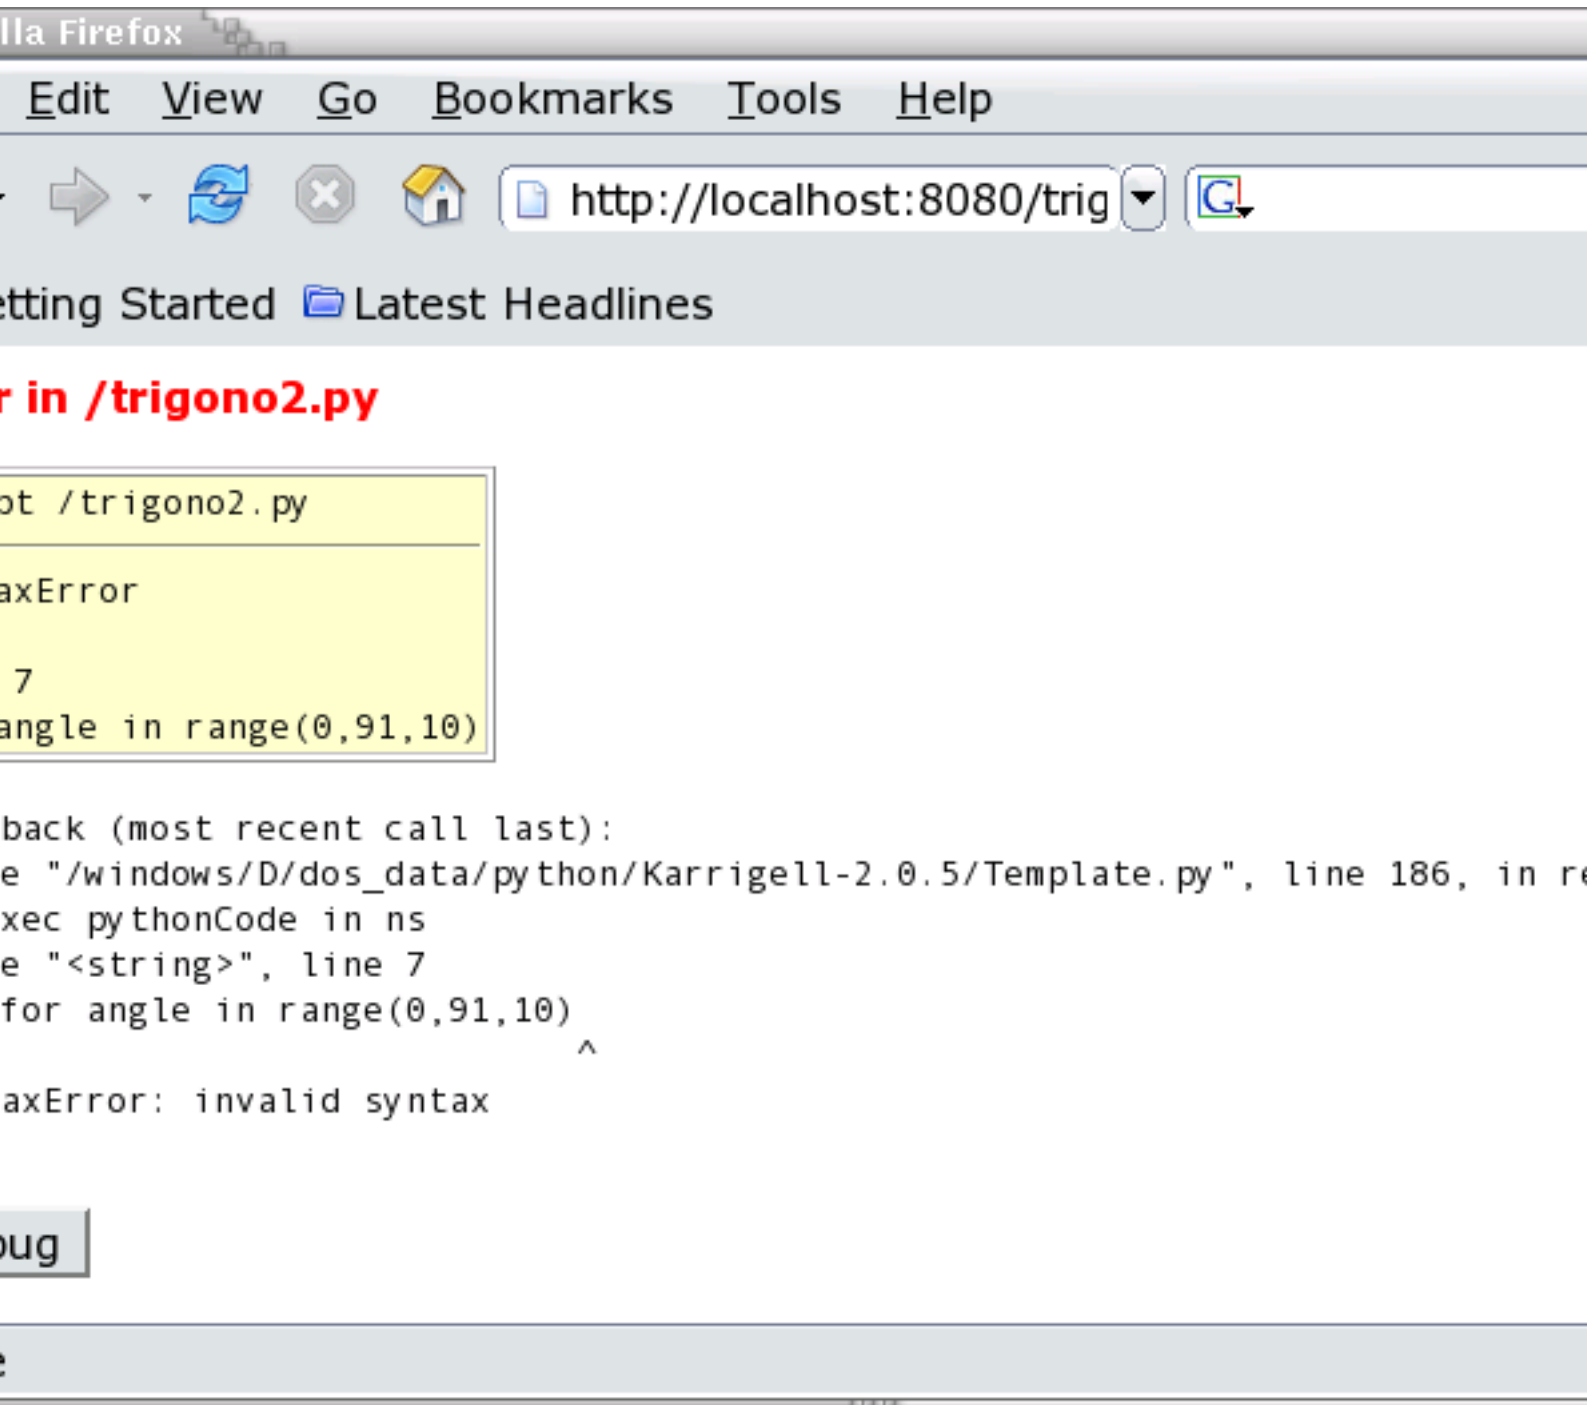 lla Firefox
Edit View Go Bookmarks Tools Help
http://localhost:8080/trig G
etting Started Latest Headlines
r in /trigono2.py
pt /trigono2.py
axError
7
angle in range(0,91,10)
back (most recent call last):
e "/windows/D/dos_data/python/Karrigell-2.0.5/Template.py", line 186, in re
xec pythonCode in ns
e "<string>", line 7
for angle in range(0,91,10)
^
axError: invalid syntax
bug
e